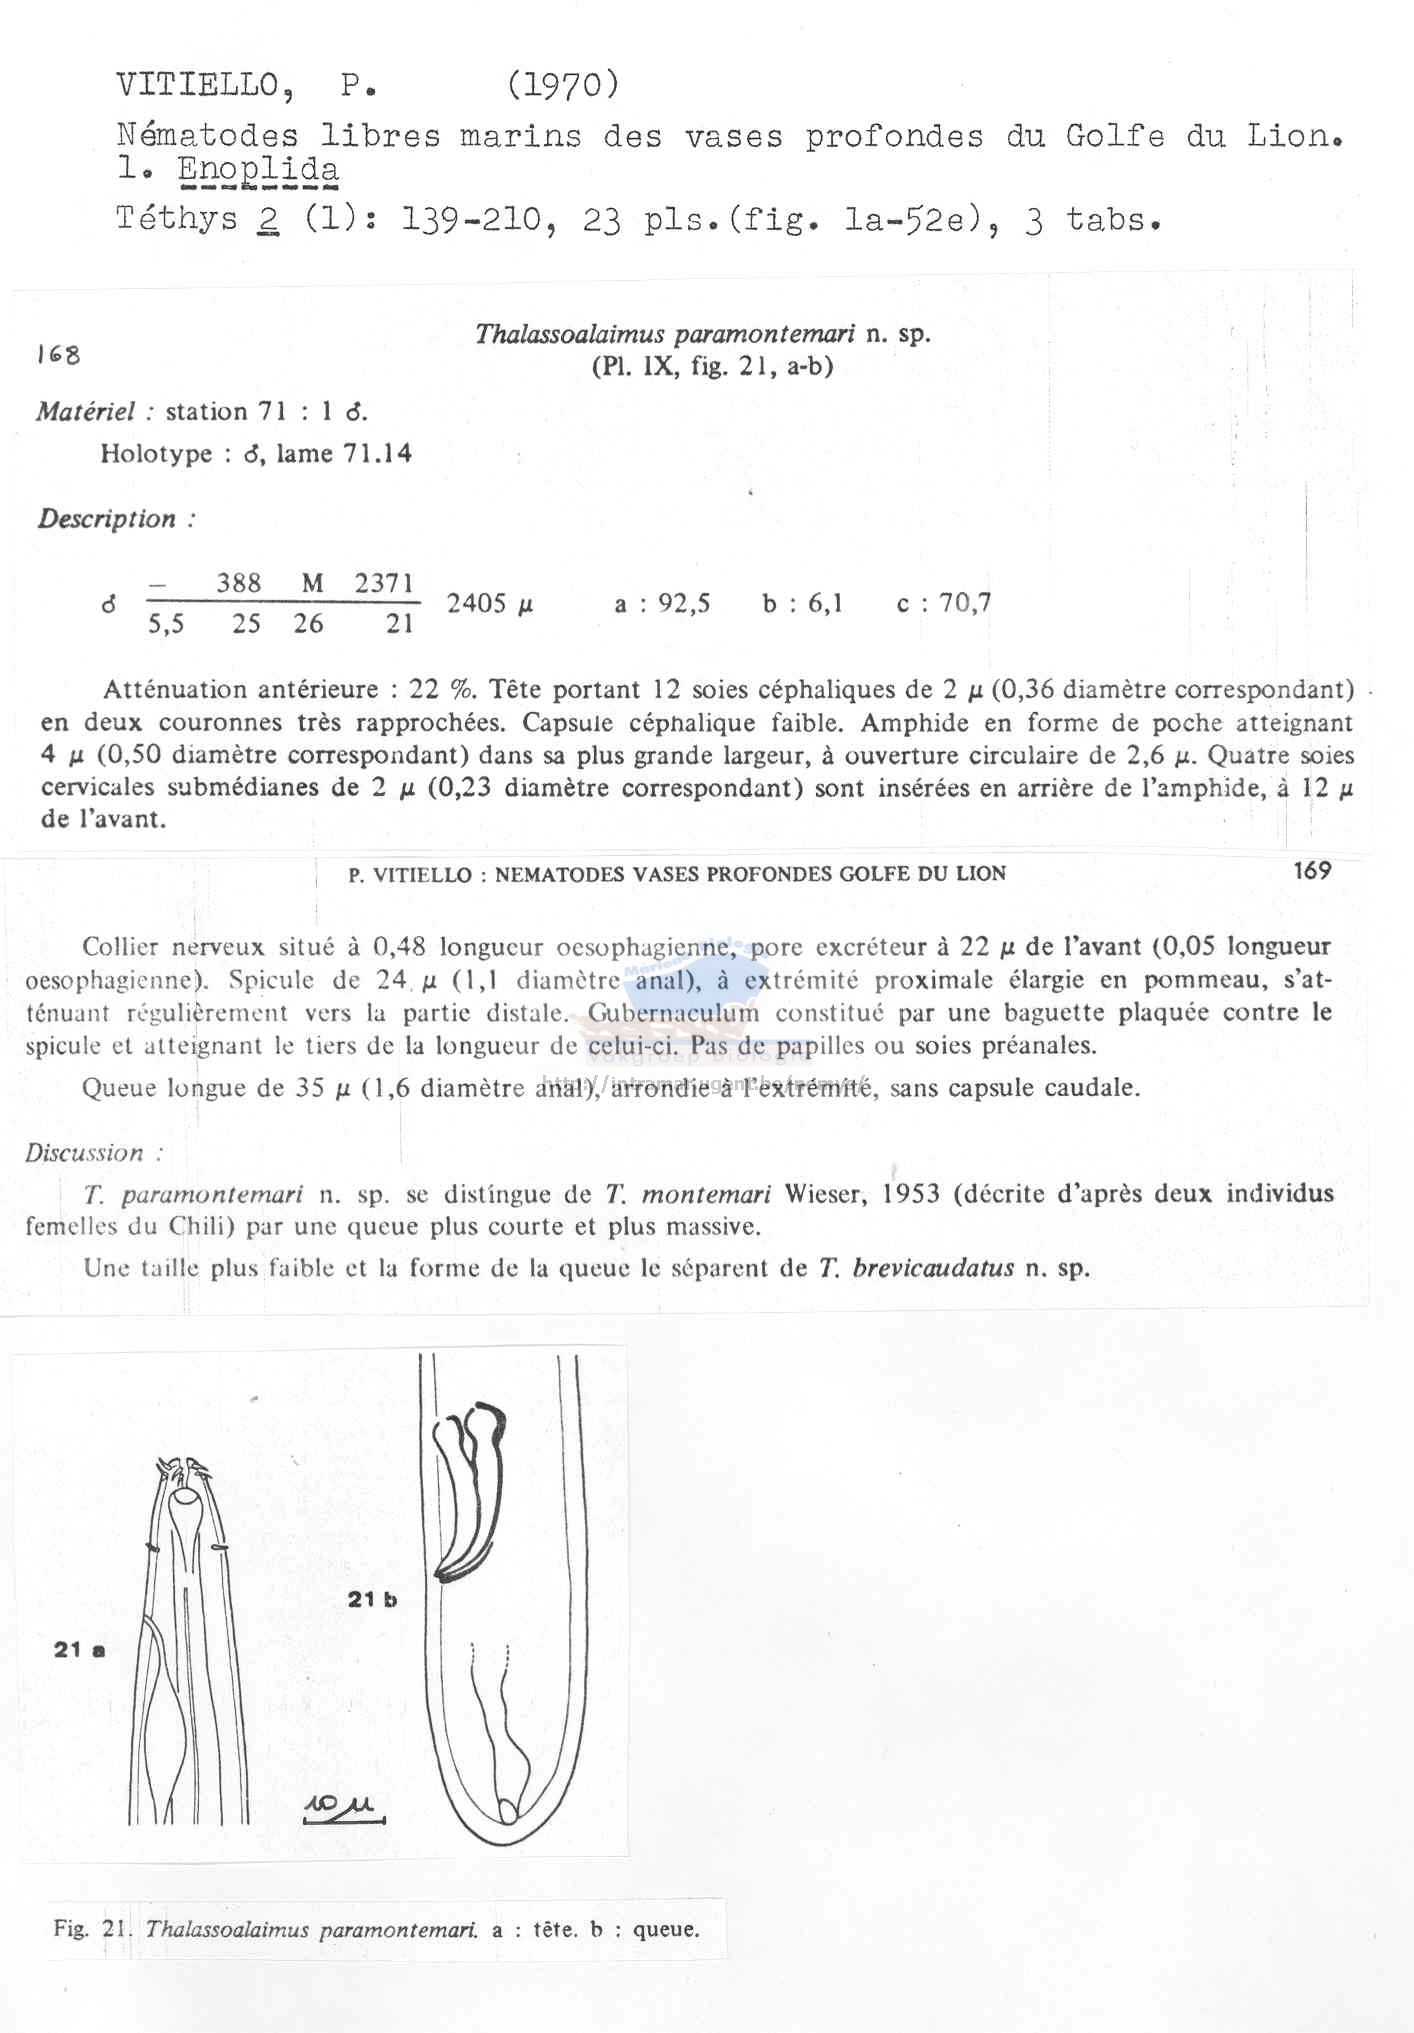 VITIELLO, P. (1970)
Nématodes libres marins des vases profondes du Golfe du Lion.
1. Enoplida
Téthys 2 (1): 139-210, 23 pls.(fig. 1a-52e), 3 tabs.
Thalassoalaimus paramontemari n. sp.
168
(Pl. IX, fig. 21, a-b)
Matériel : station 71 : 1 ♂.
Holotype : ♂, lame 71.14
Description :
— 388 M 2371
♂ 2405 µ a : 92,5 b : 6,1 c : 70,7
5,5 25 26 21
Atténuation antérieure : 22 %. Tête portant 12 soies céphaliques de 2 µ (0,36 diamètre correspondant)
en deux couronnes très rapprochées. Capsule céphalique faible. Amphide en forme de poche atteignant
4 µ (0,50 diamètre correspondant) dans sa plus grande largeur, à ouverture circulaire de 2,6 µ. Quatre soies
cervicales submédianes de 2 µ (0,23 diamètre correspondant) sont insérées en arrière de l'amphide, à 12 µ
de l'avant.
P. VITIELLO : NEMATODES VASES PROFONDES GOLFE DU LION 169
Collier nerveux situé à 0,48 longueur oesophagienne, pore excréteur à 22 µ de l'avant (0,05 longueur
oesophagienne). Spicule de 24 µ (1,1 diamètre anal), à extrémité proximale élargie en pommeau, s'at-
ténuant régulièrement vers la partie distale. Gubernaculum constitué par une baguette plaquée contre le
spicule et atteignant le tiers de la longueur de celui-ci. Pas de papilles ou soies préanales.
Vakgroep Biologie
Queue longue de 35 µ (1,6 diamètre anal), arrondie à l'extrémité, sans capsule caudale.
http://intramar.ugent.be/nemys/
Discussion :
T. paramontemari n. sp. se distingue de T. montemari Wieser, 1953 (décrite d'après deux individus
femelles du Chili) par une queue plus courte et plus massive.
Une taille plus faible et la forme de la queue le séparent de T. brevicaudatus n. sp.
21 b
21 a
10 µ
Fig. 21. Thalassoalaimus paramontemari. a : tête. b : queue.